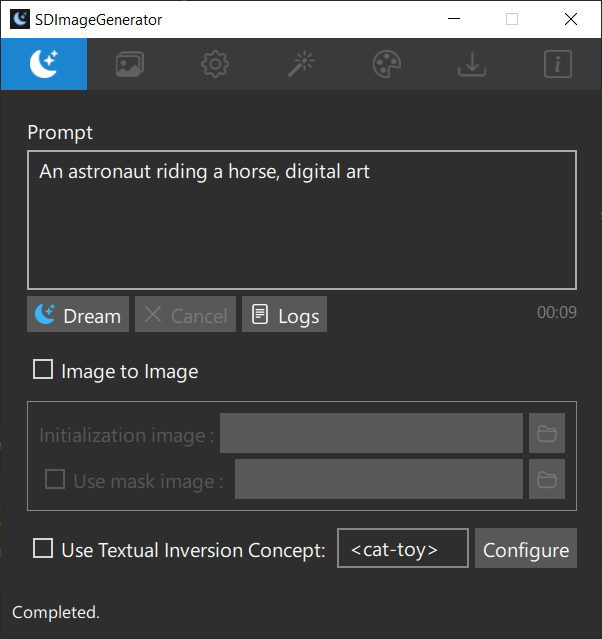 SDImageGenerator
Prompt
An astronaut riding a horse, digital art
Dream Cancel Logs 00:09
Image to Image
Initialization image :
Use mask image :
Use Textual Inversion Concept: <cat-toy> Configure
Completed.